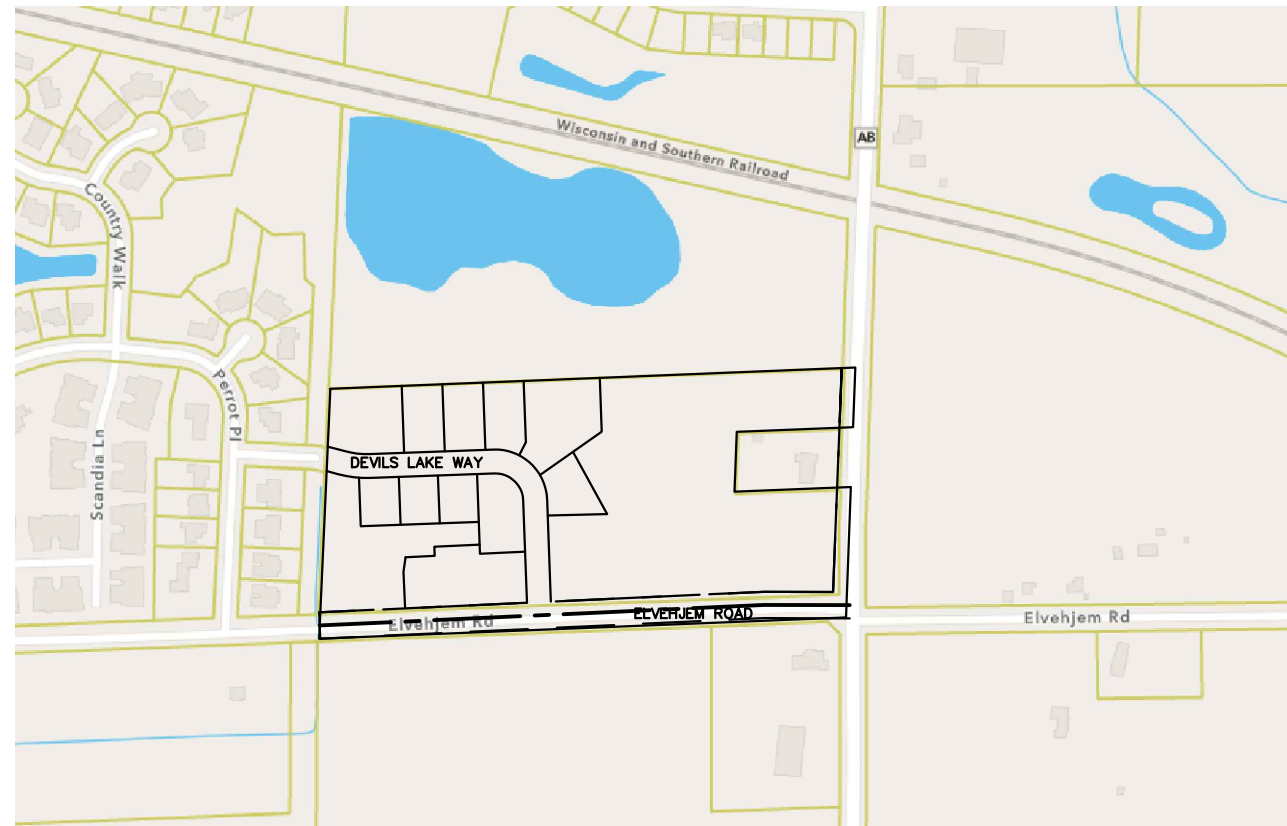 Wisconsin and Southern Railroad
AB
Country Walk
Perrot Pl
Scandia Ln
DEVILS LAKE WAY
ELVEHJEM ROAD
Elvehjem Rd
Elvehjem Rd